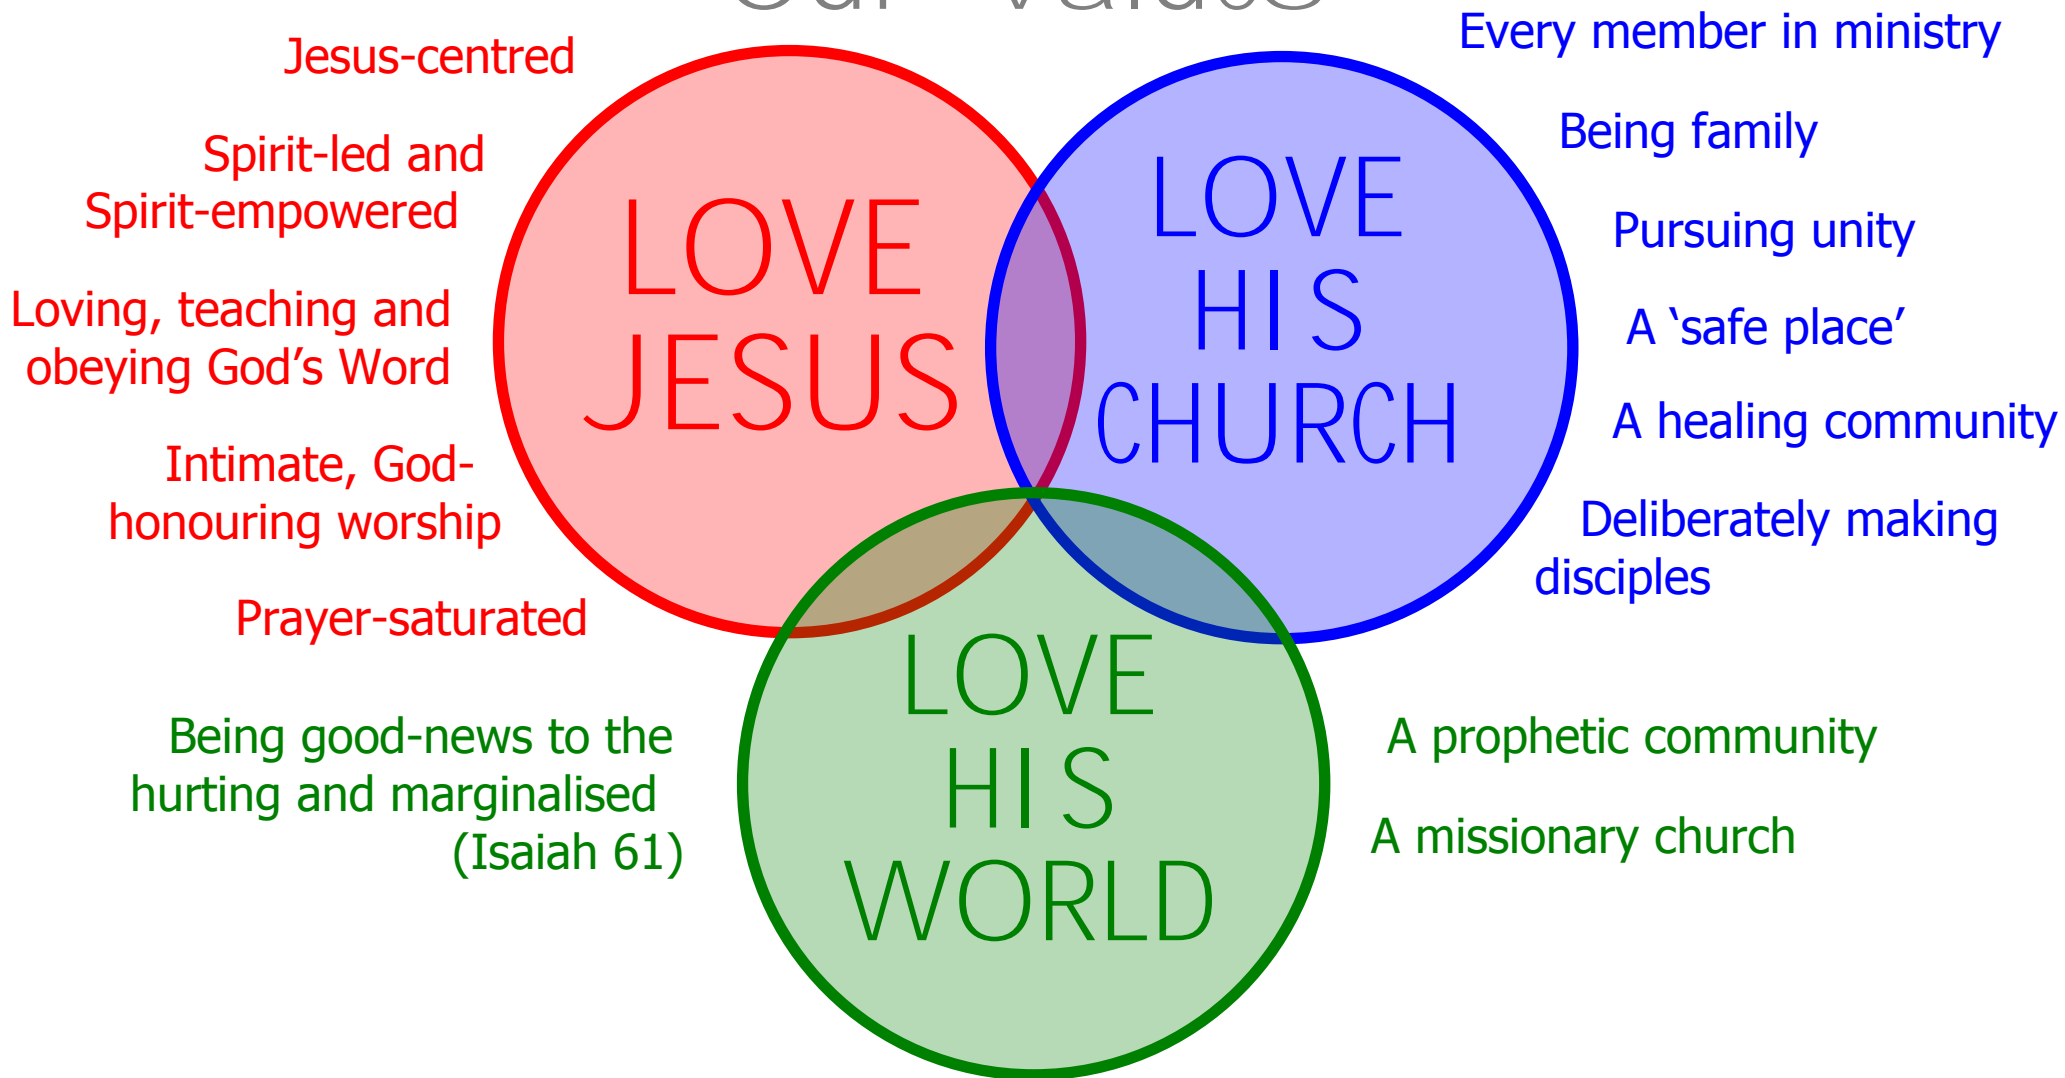 Our Values
Jesus-centred
Spirit-led and
Spirit-empowered
Loving, teaching and
obeying God’s Word
Intimate, God-
honouring worship
Prayer-saturated
LOVE
JESUS
LOVE
HIS
CHURCH
Every member in ministry
Being family
Pursuing unity
A ‘safe place’
A healing community
Deliberately making
disciples
Being good-news to the
hurting and marginalised
(Isaiah 61)
LOVE
HIS
WORLD
A prophetic community
A missionary church